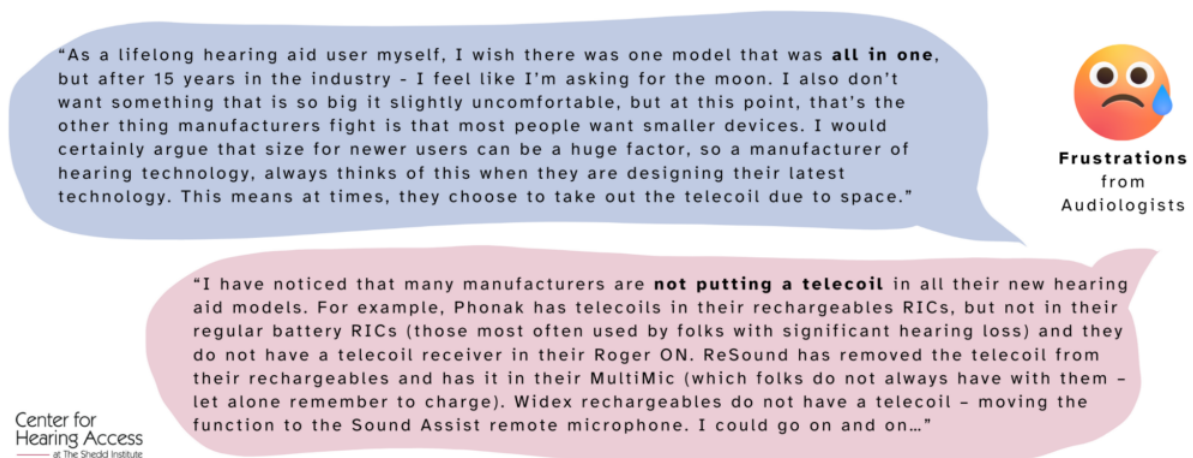 “As a lifelong hearing aid user myself, I wish there was one model that was all in one,
but after 15 years in the industry - I feel like I’m asking for the moon. I also don’t
want something that is so big it slightly uncomfortable, but at this point, that’s the
other thing manufacturers fight is that most people want smaller devices. I would
certainly argue that size for newer users can be a huge factor, so a manufacturer of
hearing technology, always thinks of this when they are designing their latest
technology. This means at times, they choose to take out the telecoil due to space.”
Frustrations
from
Audiologists
“I have noticed that many manufacturers are not putting a telecoil in all their new hearing
aid models. For example, Phonak has telecoils in their rechargeables RICs, but not in their
regular battery RICs (those most often used by folks with significant hearing loss) and they
do not have a telecoil receiver in their Roger ON. ReSound has removed the telecoil from
their rechargeables and has it in their MultiMic (which folks do not always have with them –
let alone remember to charge). Widex rechargeables do not have a telecoil – moving the
function to the Sound Assist remote microphone. I could go on and on…”
Center for
Hearing Access
at The Shedd Institute